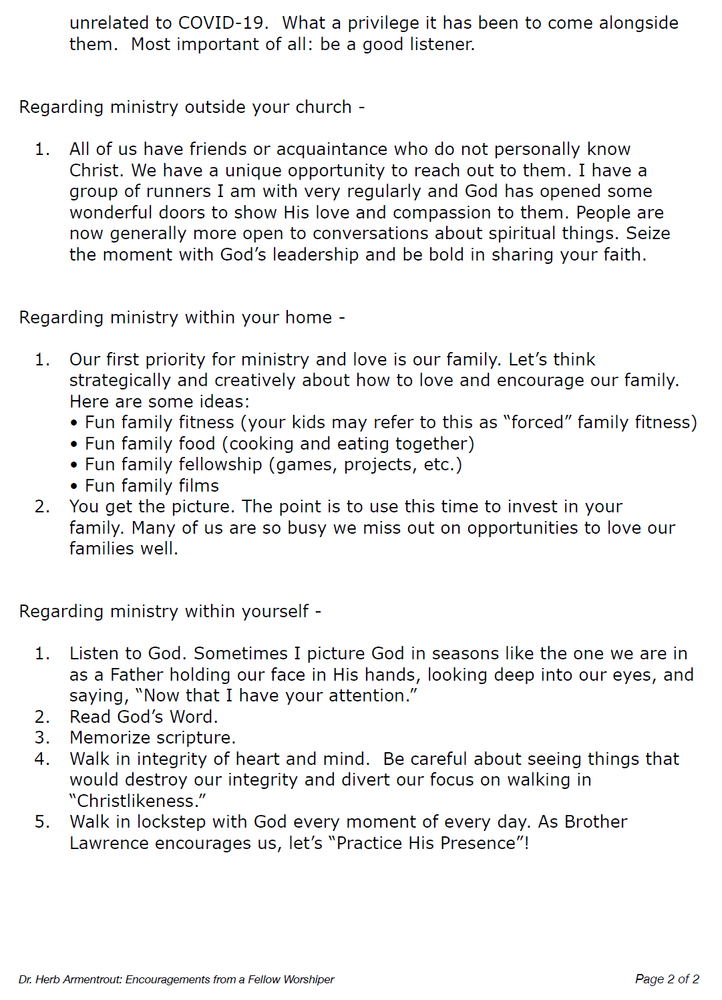 unrelated to COVID-19.  What a privilege it has been to come alongside
them.  Most important of all: be a good listener.
Regarding ministry outside your church -
1. All of us have friends or acquaintance who do not personally know
Christ. We have a unique opportunity to reach out to them. I have a
group of runners I am with very regularly and God has opened some
wonderful doors to show His love and compassion to them. People are
now generally more open to conversations about spiritual things. Seize
the moment with God’s leadership and be bold in sharing your faith.
Regarding ministry within your home -
1. Our first priority for ministry and love is our family. Let’s think
strategically and creatively about how to love and encourage our family.
Here are some ideas:
• Fun family fitness (your kids may refer to this as “forced” family fitness)
• Fun family food (cooking and eating together)
• Fun family fellowship (games, projects, etc.)
• Fun family films
2. You get the picture. The point is to use this time to invest in your
family. Many of us are so busy we miss out on opportunities to love our
families well.
Regarding ministry within yourself -
1. Listen to God. Sometimes I picture God in seasons like the one we are in
as a Father holding our face in His hands, looking deep into our eyes, and
saying, “Now that I have your attention.”
2. Read God’s Word.
3. Memorize scripture.
4. Walk in integrity of heart and mind.  Be careful about seeing things that
would destroy our integrity and divert our focus on walking in
“Christlikeness.”
5. Walk in lockstep with God every moment of every day. As Brother
Lawrence encourages us, let’s “Practice His Presence”!
Dr. Herb Armentrout: Encouragements from a Fellow Worshiper
Page 2 of 2